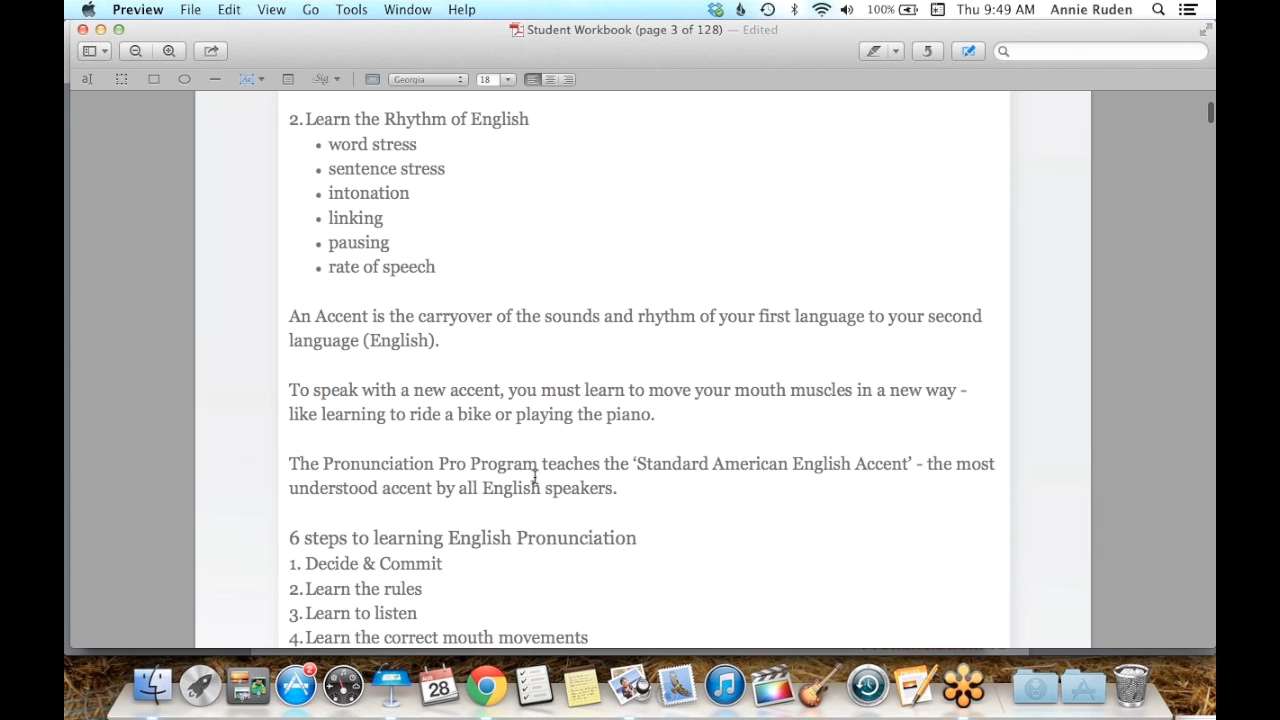 Preview File Edit View Go Tools Window Help 100% Thu 9:49 AM Annie Ruden
Student Workbook (page 3 of 128) — Edited
Georgia 18
2. Learn the Rhythm of English
• word stress
• sentence stress
• intonation
• linking
• pausing
• rate of speech
An Accent is the carryover of the sounds and rhythm of your first language to your second
language (English).
To speak with a new accent, you must learn to move your mouth muscles in a new way -
like learning to ride a bike or playing the piano.
The Pronunciation Pro Program teaches the ‘Standard American English Accent’ - the most
understood accent by all English speakers.
6 steps to learning English Pronunciation
1. Decide & Commit
2. Learn the rules
3. Learn to listen
4. Learn the correct mouth movements
2
28